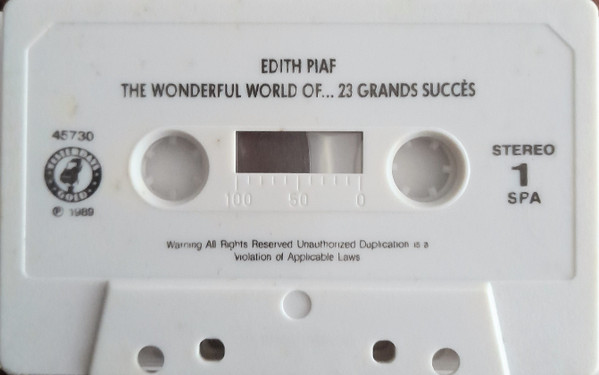 EDITH PIAF
THE WONDERFUL WORLD OF... 23 GRANDS SUCCÈS
45730
GOLD
℗ 1989
STEREO
1
SPA
100 50 0
Warning All Rights Reserved Unauthorized Duplication is a
Violation of Applicable Laws